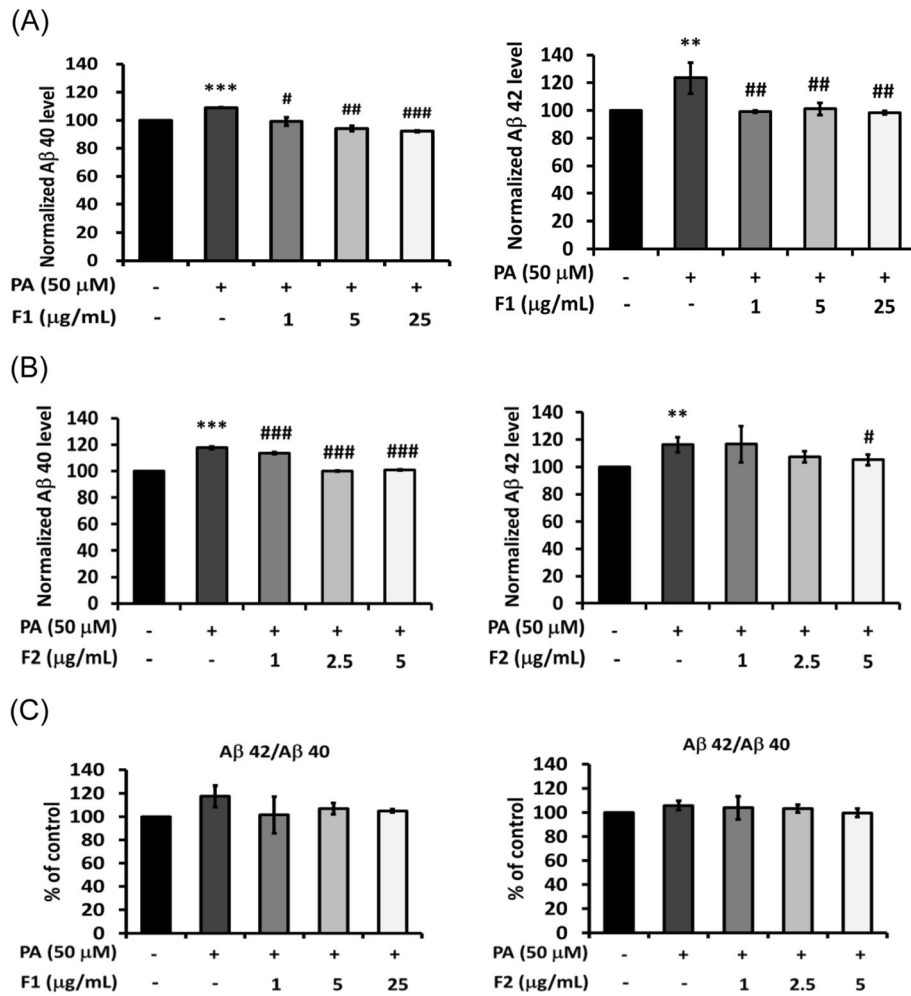 (A)
Normalized Aβ 40 level
140
120
100
80
60
40
20
0
***
#
##
###
PA (50 μM) - + + + +
F1 (μg/mL) - - 1 5 25
Normalized Aβ 42 level
140
120
100
80
60
40
20
0
**
##
##
##
PA (50 μM) - + + + +
F1 (μg/mL) - - 1 5 25
(B)
Normalized Aβ 40 level
140
120
100
80
60
40
20
0
***
###
###
###
PA (50 μM) - + + + +
F2 (μg/mL) - - 1 2.5 5
Normalized Aβ 42 level
140
120
100
80
60
40
20
0
**
#
PA (50 μM) - + + + +
F2 (μg/mL) - - 1 2.5 5
(C)
Aβ 42/Aβ 40
% of control
140
120
100
80
60
40
20
0
PA (50 μM) - + + + +
F1 (μg/mL) - - 1 5 25
Aβ 42/Aβ 40
% of control
140
120
100
80
60
40
20
0
PA (50 μM) - + + + +
F2 (μg/mL) - - 1 2.5 5